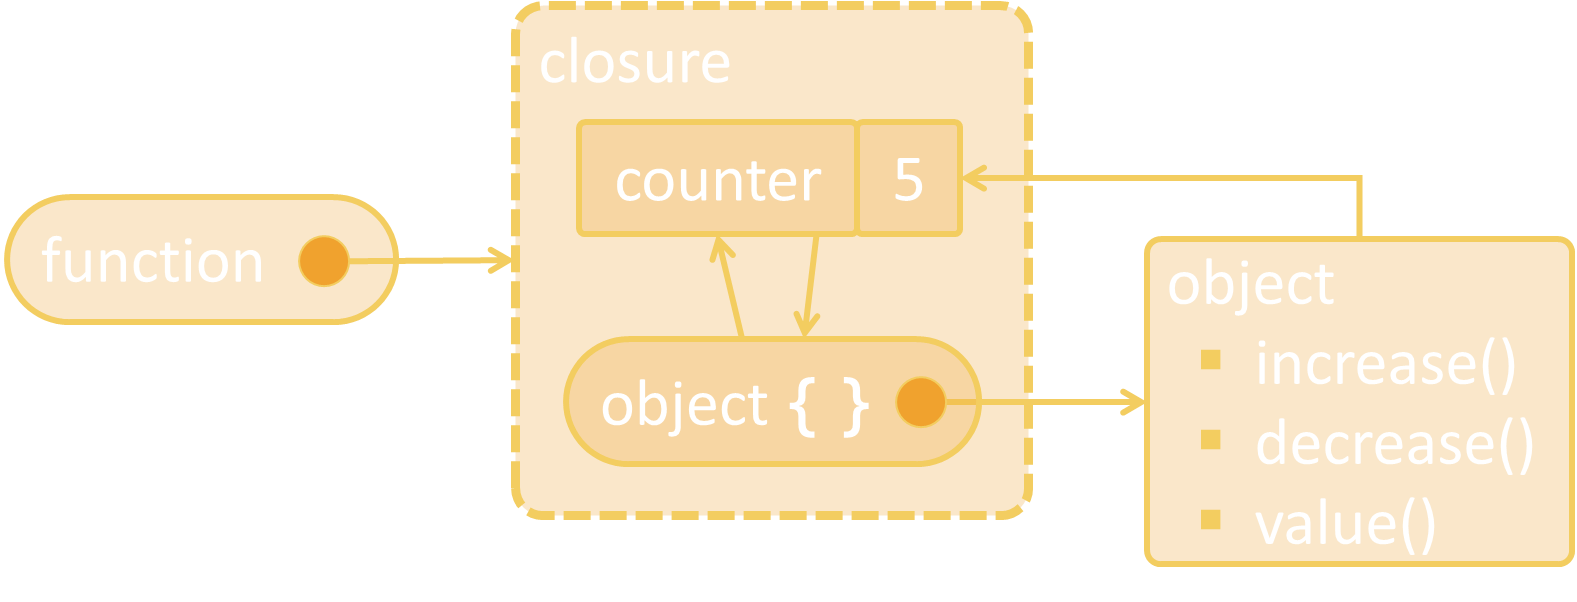 closure
counter 5
function
object { }
object
increase()
decrease()
value()